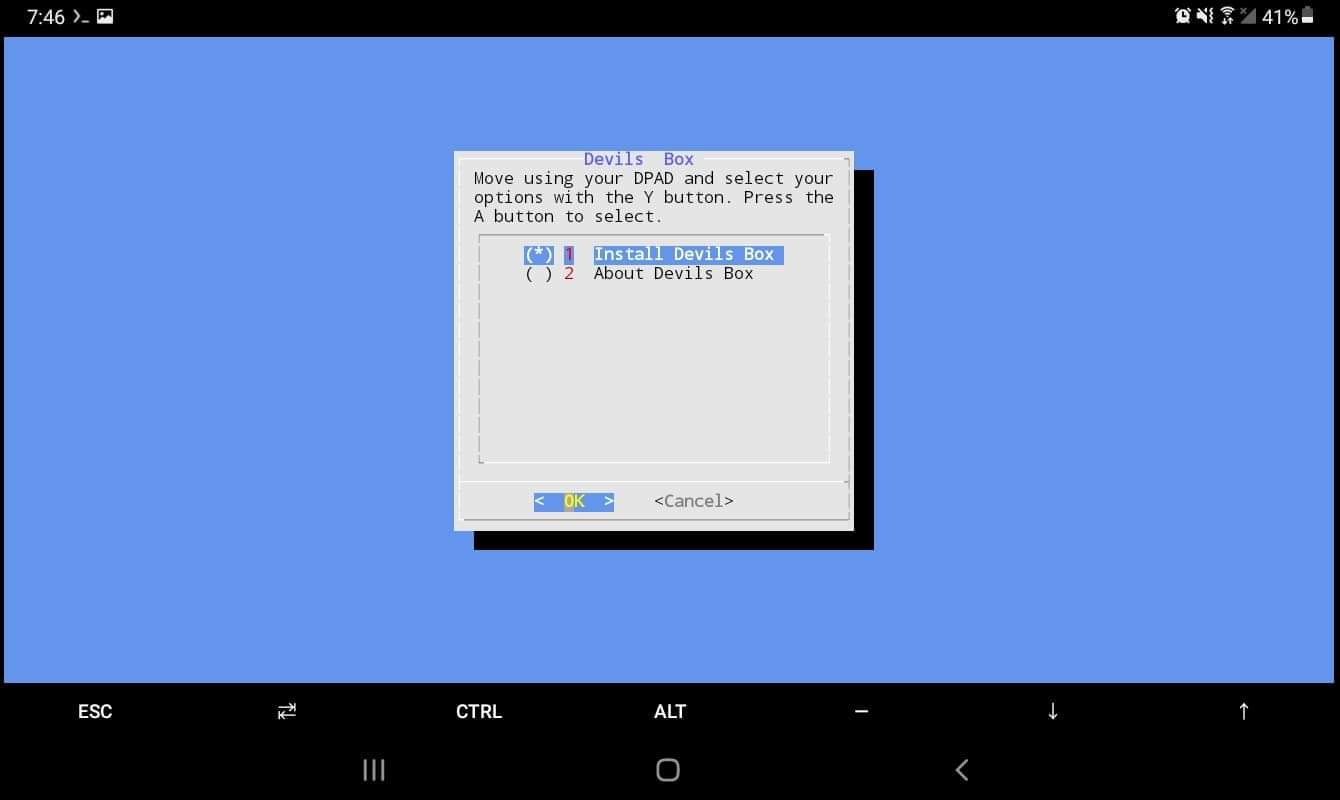 7:46
41%
Devils Box
Move using your DPAD and select your
options with the Y button. Press the
A button to select.
(*) 1 Install Devils Box
( ) 2 About Devils Box
< OK > <Cancel>
ESC CTRL ALT – ↓ ↑